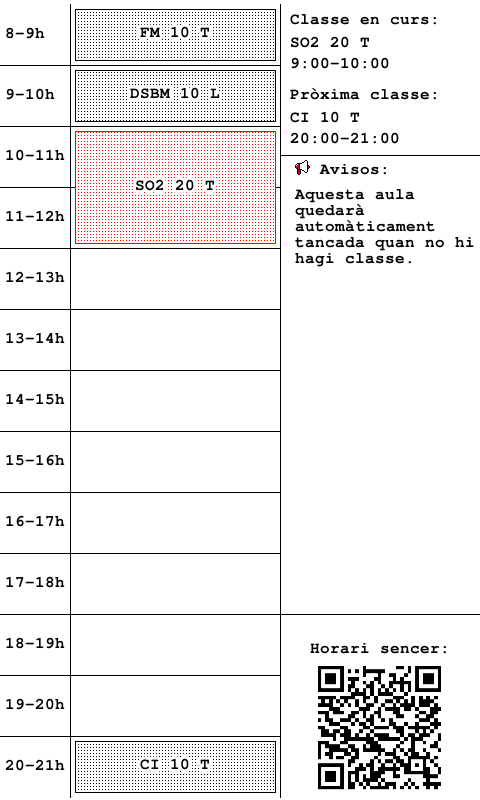 8-9h
FM 10 T
9-10h
DSBM 10 L
10-11h
SO2 20 T
11-12h
12-13h
13-14h
14-15h
15-16h
16-17h
17-18h
18-19h
19-20h
20-21h
CI 10 T
Classe en curs:
SO2 20 T
9:00-10:00
Pròxima classe:
CI 10 T
20:00-21:00
Avisos:
Aquesta aula
quedarà
automàticament
tancada quan no hi
hagi classe.
Horari sencer: